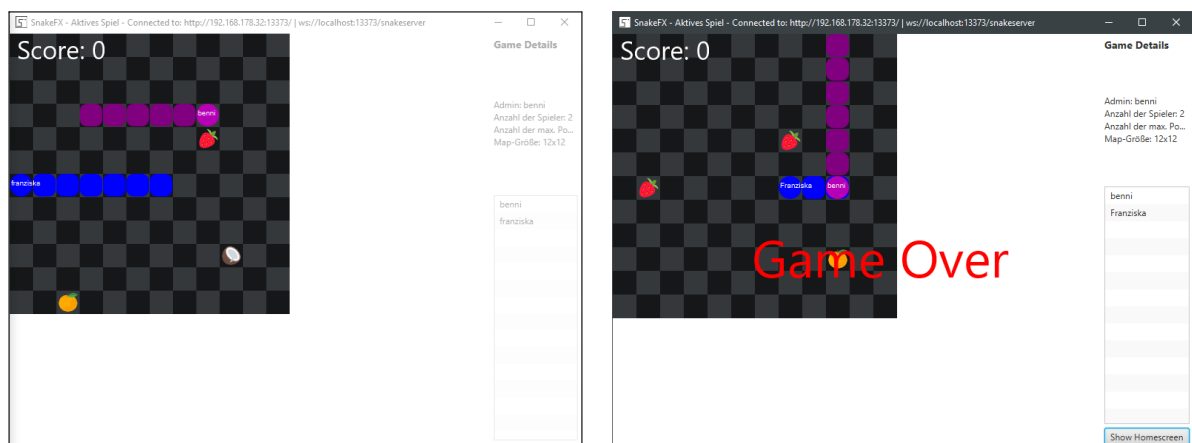 SnakeFX - Aktives Spiel - Connected to: http://192.168.178.32:13373/ | ws://localhost:13373/snakeserver
Score: 0
benni
franziska
Game Details
Admin: benni
Anzahl der Spieler: 2
Anzahl der max. Po...
Map-Größe: 12x12
benni
franziska
SnakeFX - Aktives Spiel - Connected to: http://192.168.178.32:13373/ | ws://localhost:13373/snakeserver
Score: 0
Franziska
benni
Game Over
Game Details
Admin: benni
Anzahl der Spieler: 2
Anzahl der max. Po...
Map-Größe: 12x12
benni
Franziska
Show Homescreen